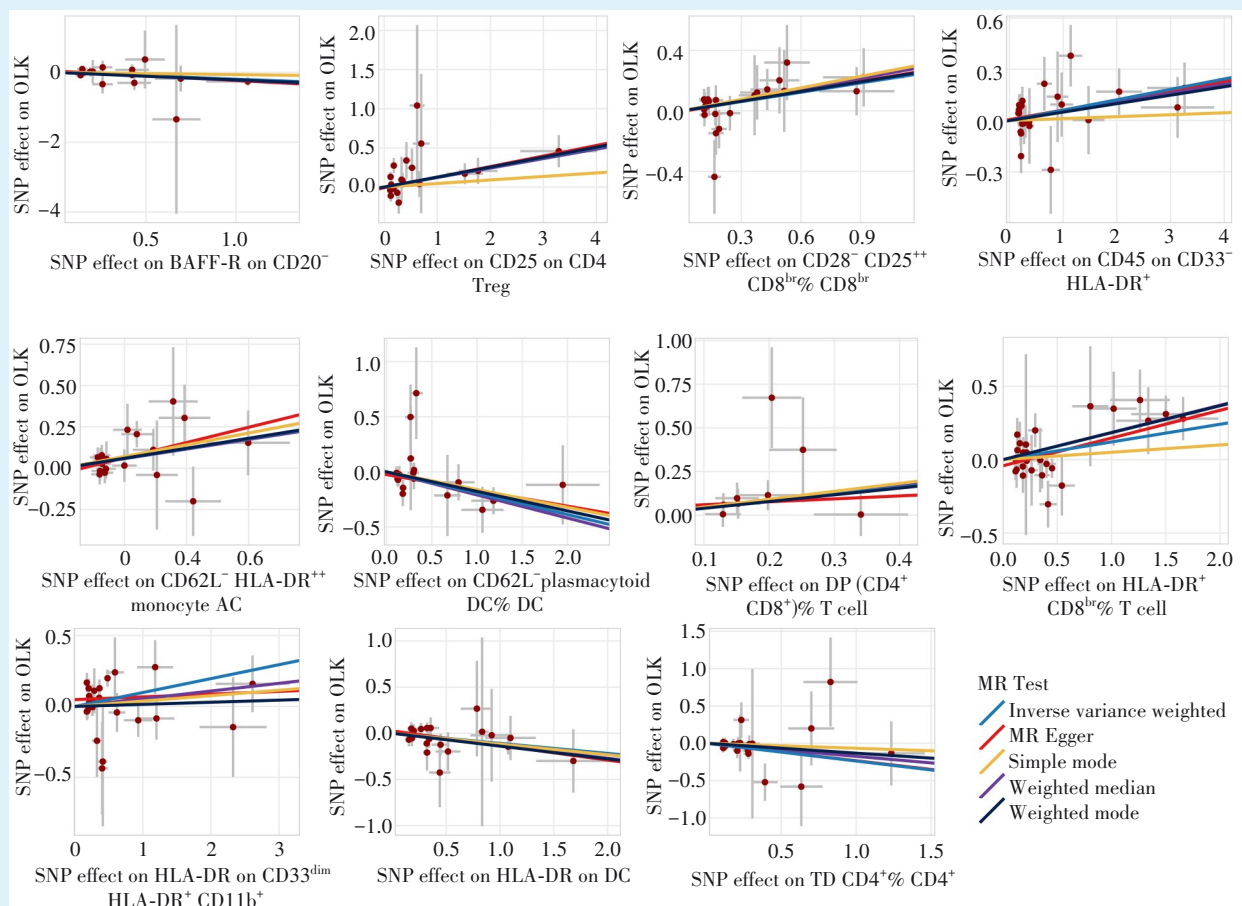 SNP effect on OLK
0
−2
−4
0.5
1.0
SNP effect on BAFF-R on CD20⁻
SNP effect on OLK
2.0
1.5
1.0
0.5
0.0
0
1
2
3
4
SNP effect on CD25 on CD4
Treg
SNP effect on OLK
0.4
0.0
−0.4
0.3
0.6
0.9
SNP effect on CD28⁻ CD25⁺⁺
CD8ᵇʳ% CD8ᵇʳ
SNP effect on OLK
0.6
0.3
0.0
−0.3
0
1
2
3
4
SNP effect on CD45 on CD33⁻
HLA-DR⁺
SNP effect on OLK
0.75
0.50
0.25
0.00
−0.25
0
0.4
0.6
SNP effect on CD62L⁻ HLA-DR⁺⁺
monocyte AC
SNP effect on OLK
1.0
0.5
0.0
−0.5
0.0
0.5
1.0
1.5
2.0
SNP effect on CD62L⁻plasmacytoid
DC% DC
SNP effect on OLK
1.00
0.75
0.50
0.25
0.00
0.1
0.2
0.3
0.4
SNP effect on DP (CD4⁺
CD8⁺)% T cell
SNP effect on OLK
0.5
0.0
−0.5
0.0
0.5
1.0
1.5
2.0
SNP effect on HLA-DR⁺
CD8ᵇʳ% T cell
SNP effect on OLK
0.5
0.0
−0.5
0
1
2
3
SNP effect on HLA-DR on CD33ᵈⁱᵐ
HLA-DR⁺ CD11b⁺
SNP effect on OLK
1.0
0.5
0.0
−0.5
−1.0
0.5
1.0
1.5
2.0
SNP effect on HLA-DR on DC
SNP effect on OLK
1.5
1.0
0.5
0.0
−0.5
−1.0
0
0.5
1.0
1.5
SNP effect on TD CD4⁺% CD4⁺
MR Test
Inverse variance weighted
MR Egger
Simple mode
Weighted median
Weighted mode